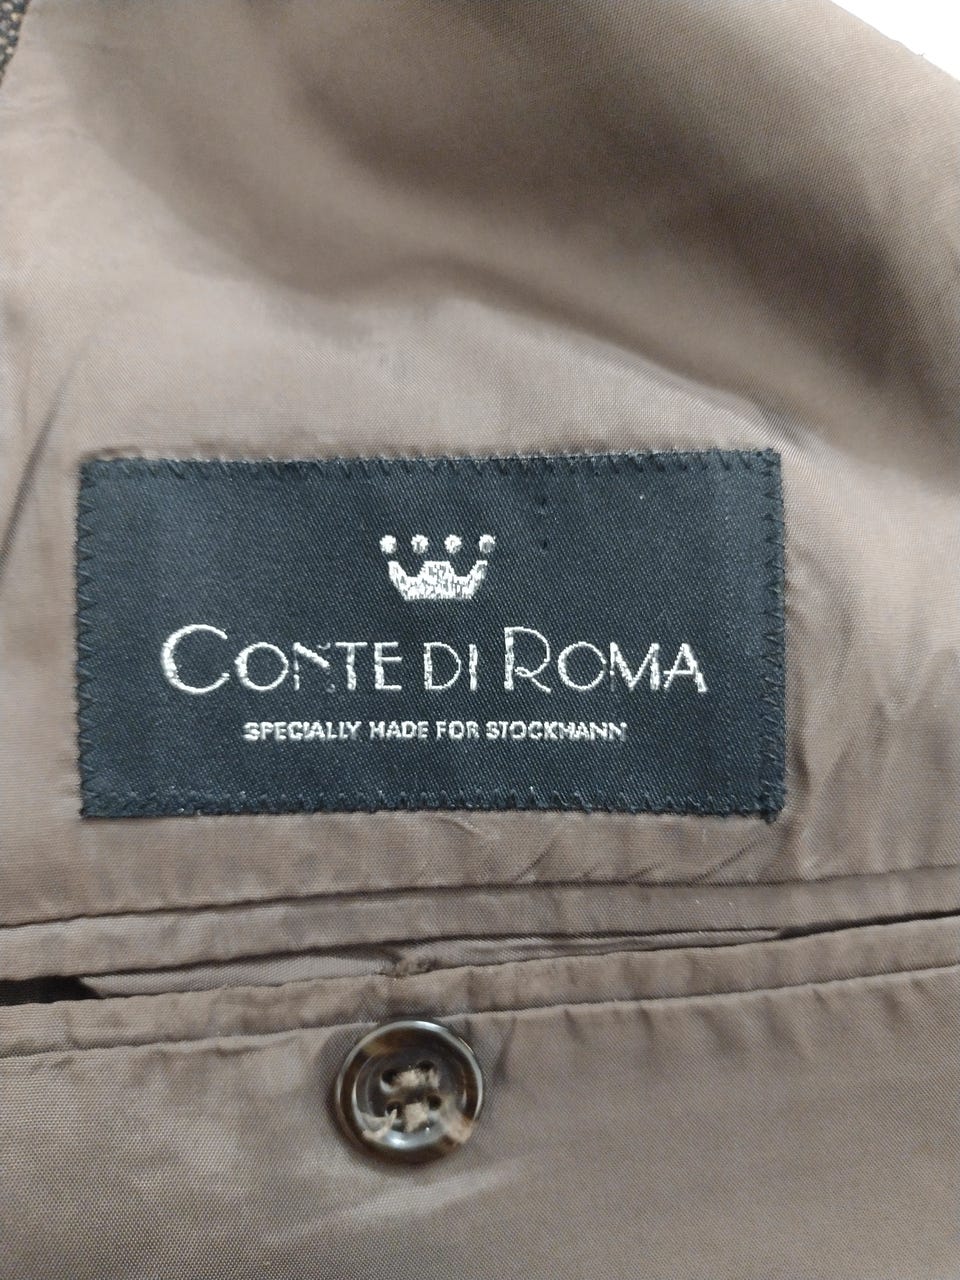 CONTE DI ROMA
SPECIALLY MADE FOR STOCKMANN